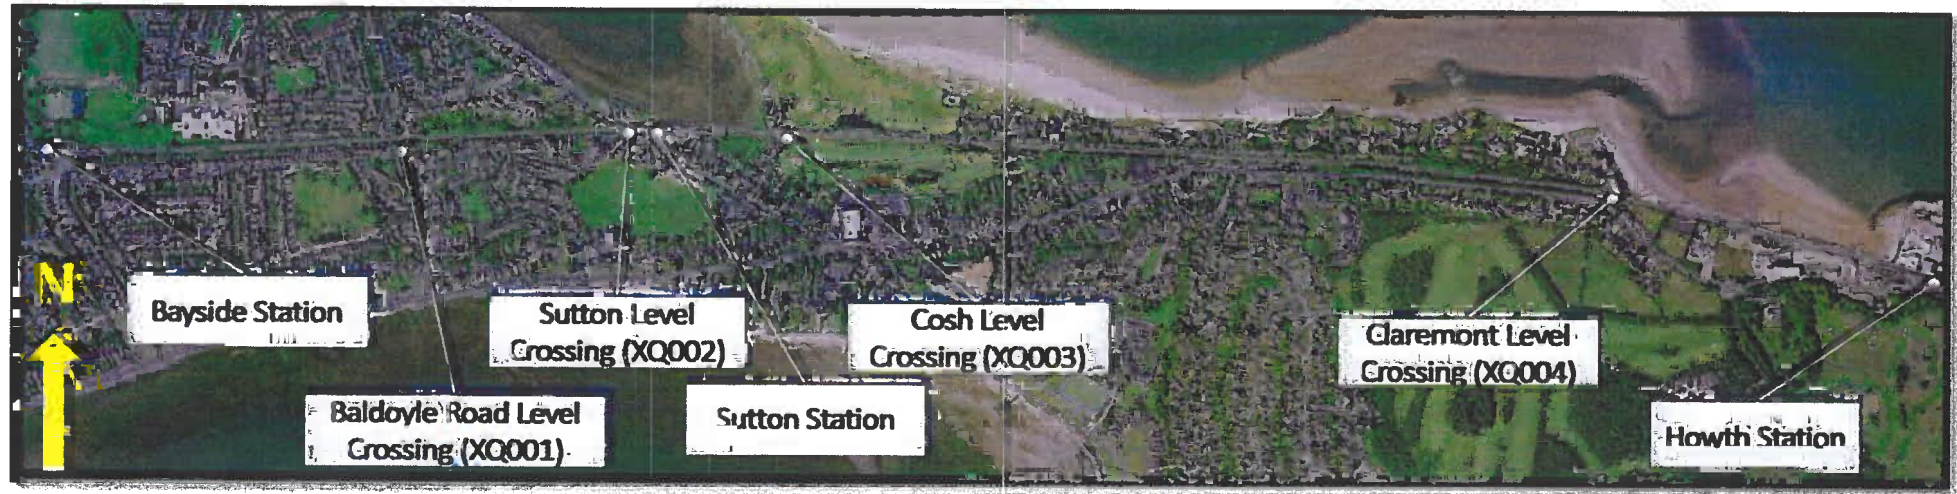 N
Bayside Station
Baldoyle Road Level
Crossing (XQ001)
Sutton Level
Crossing (XQ002)
Sutton Station
Cosh Level
Crossing (XQ003)
Claremont Level
Crossing (XQ004)
Howth Station